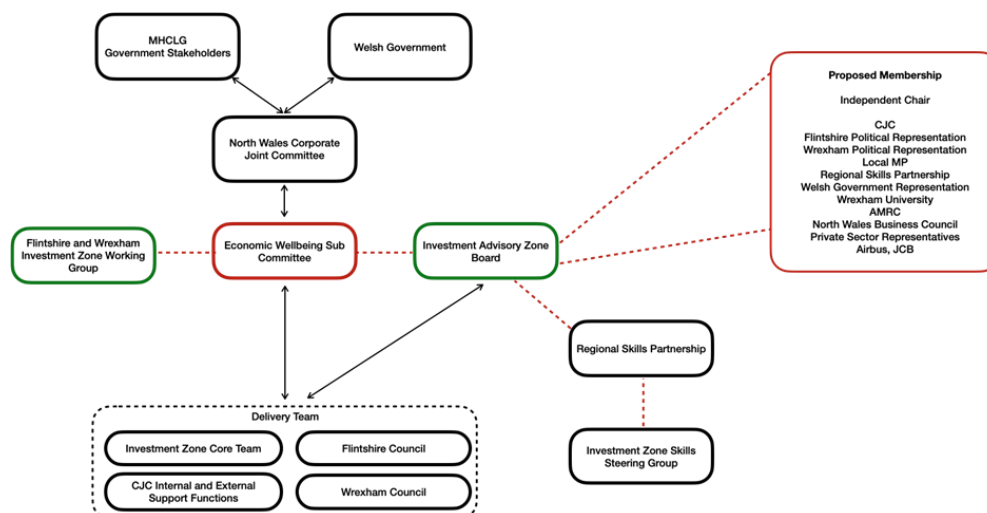 MHCLG
Government Stakeholders
Welsh Government
North Wales Corporate
Joint Committee
Flintshire and Wrexham
Investment Zone Working
Group
Economic Wellbeing Sub
Committee
Investment Advisory Zone
Board
Proposed Membership
Independent Chair
CJC
Flintshire Political Representation
Wrexham Political Representation
Local MP
Regional Skills Partnership
Welsh Government Representation
Wrexham University
AMRC
North Wales Business Council
Private Sector Representatives
Airbus, JCB
Regional Skills Partnership
Investment Zone Skills
Steering Group
Delivery Team
Investment Zone Core Team
Flintshire Council
CJC Internal and External
Support Functions
Wrexham Council